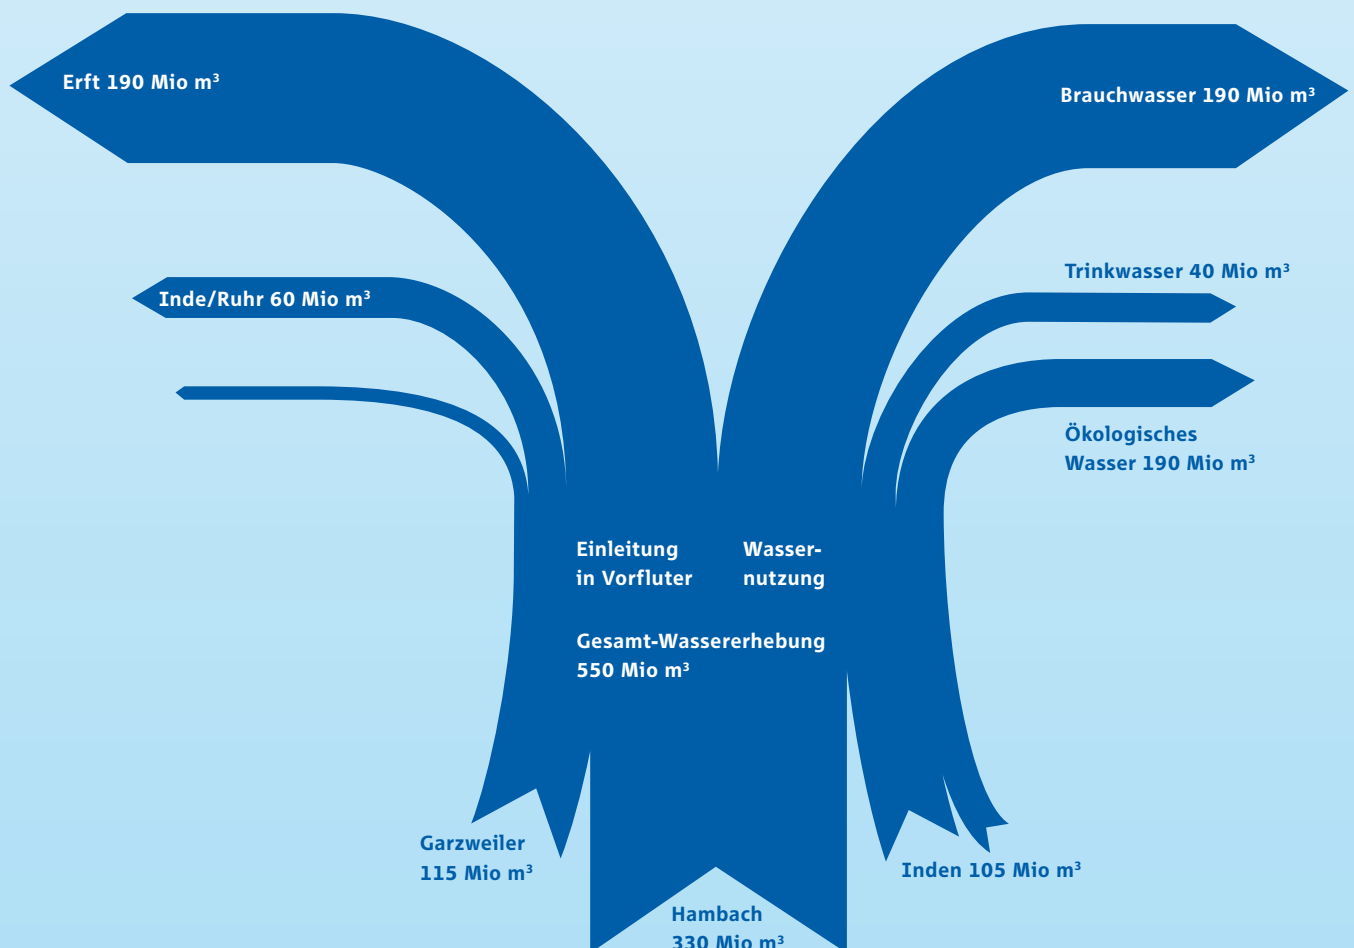 Erft 190 Mio m³
Brauchwasser 190 Mio m³
Trinkwasser 40 Mio m³
Inde/Ruhr 60 Mio m³
Ökologisches
Wasser 190 Mio m³
Einleitung
in Vorfluter
Wasser-
nutzung
Gesamt-Wassererhebung
550 Mio m³
Garzweiler
115 Mio m³
Inden 105 Mio m³
Hambach
330 Mio m³